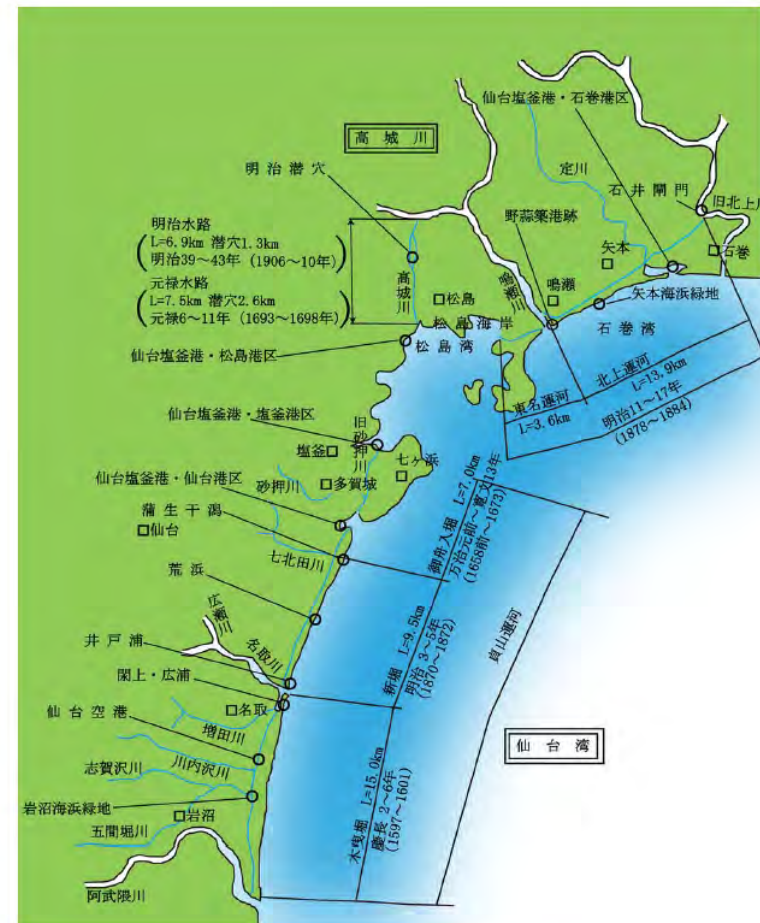 仙台塩釜港・石巻港区
高城川
定川
明治潜穴
石井閘門
旧北上川
野蒜築港跡
明治水路
L=6.9km 潜穴1.3km
明治39～43年（1906～10年）
元禄水路
L=7.5km 潜穴2.6km
元禄6～11年（1693～1698年）
高城川
矢本
石巻
松島
鳴瀬川
鳴瀬
矢本海浜緑地
松島海岸
石巻湾
仙台塩釜港・松島港区
松島湾
北上運河
L=13.9km
東名運河
L=3.6km
明治11～17年
（1878～1884）
仙台塩釜港・塩釜港区
旧砂押川
塩釜
七ヶ浜
仙台塩釜港・仙台港区
砂押川
多賀城
蒲生干潟
仙台
七北田川
御舟入堀 L=7.0km
万治元前～寛文13年
（1658前～1673）
荒浜
広瀬川
貞山運河
井戸浦
名取川
新堀 L=9.5km
明治 3～5年
（1870～1872）
閖上・広浦
仙台空港
名取
増田川
仙台湾
志賀沢川
川内沢川
岩沼海浜緑地
木曳堀 L=15.0km
慶長 2～6年
（1597～1601）
岩沼
五間堀川
阿武隈川